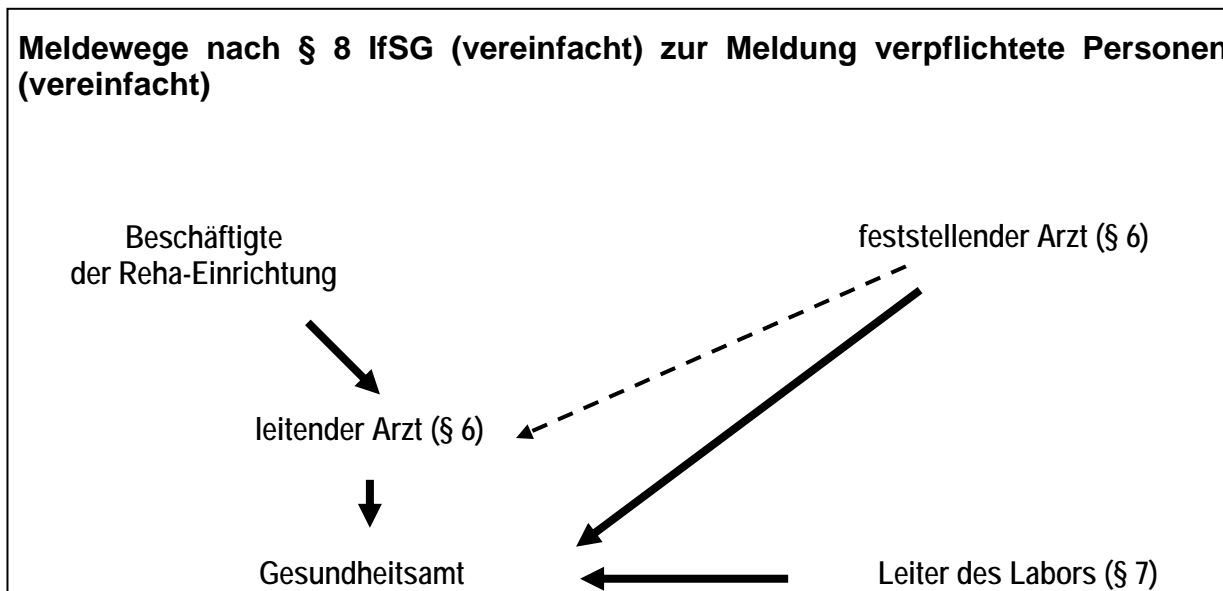 Meldewege nach § 8 IfSG (vereinfacht) zur Meldung verpflichtete Personen
(vereinfacht)
Beschäftigte
der Reha-Einrichtung
feststellender Arzt (§ 6)
leitender Arzt (§ 6)
Gesundheitsamt
Leiter des Labors (§ 7)